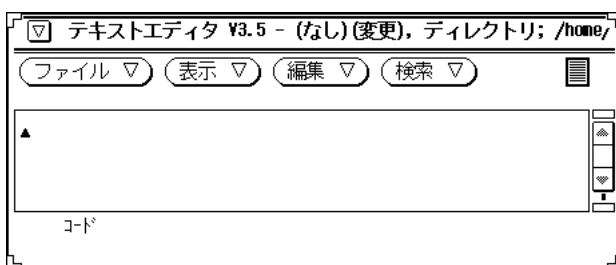 テキストエディタ V3.5 - (なし)(変更), ディレクトリ; /home/
ファイル 表示 編集 検索
コード